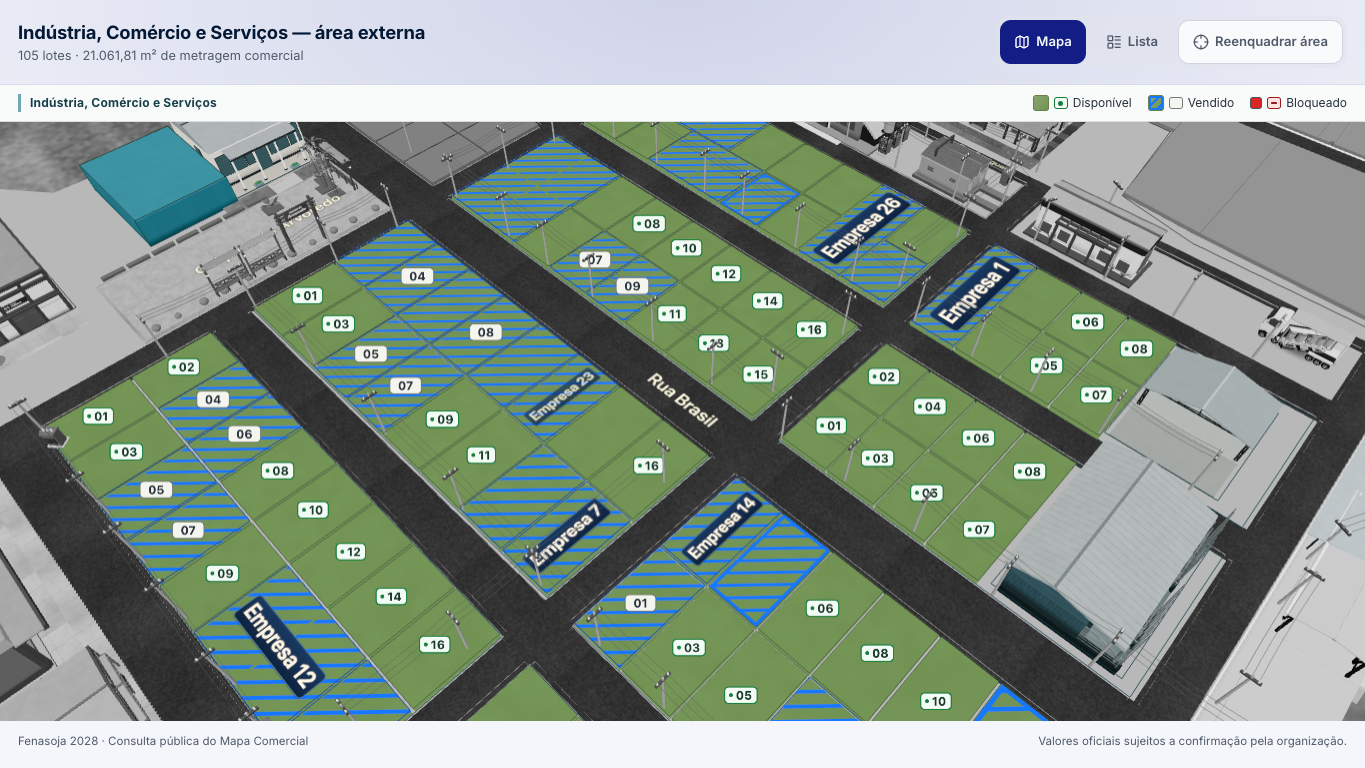 Indústria, Comércio e Serviços — área externa
105 lotes · 21.061,81 m² de metragem comercial
Mapa
Lista
Reenquadrar área
Indústria, Comércio e Serviços
Disponível
Vendido
Bloqueado
Empresa 26
08
07
10
04
09
12
Empresa 1
01
14
11
06
03
08
16
13
08
05
05
02
15
07
02
04
07
Empresa 23
Rua Brasil
04
01
09
01
06
06
03
11
03
16
08
08
05
05
10
Empresa 14
07
07
12
Empresa 7
09
14
01
06
Empresa 12
16
03
08
05
10
Fenasoja 2028 · Consulta pública do Mapa Comercial
Valores oficiais sujeitos a confirmação pela organização.